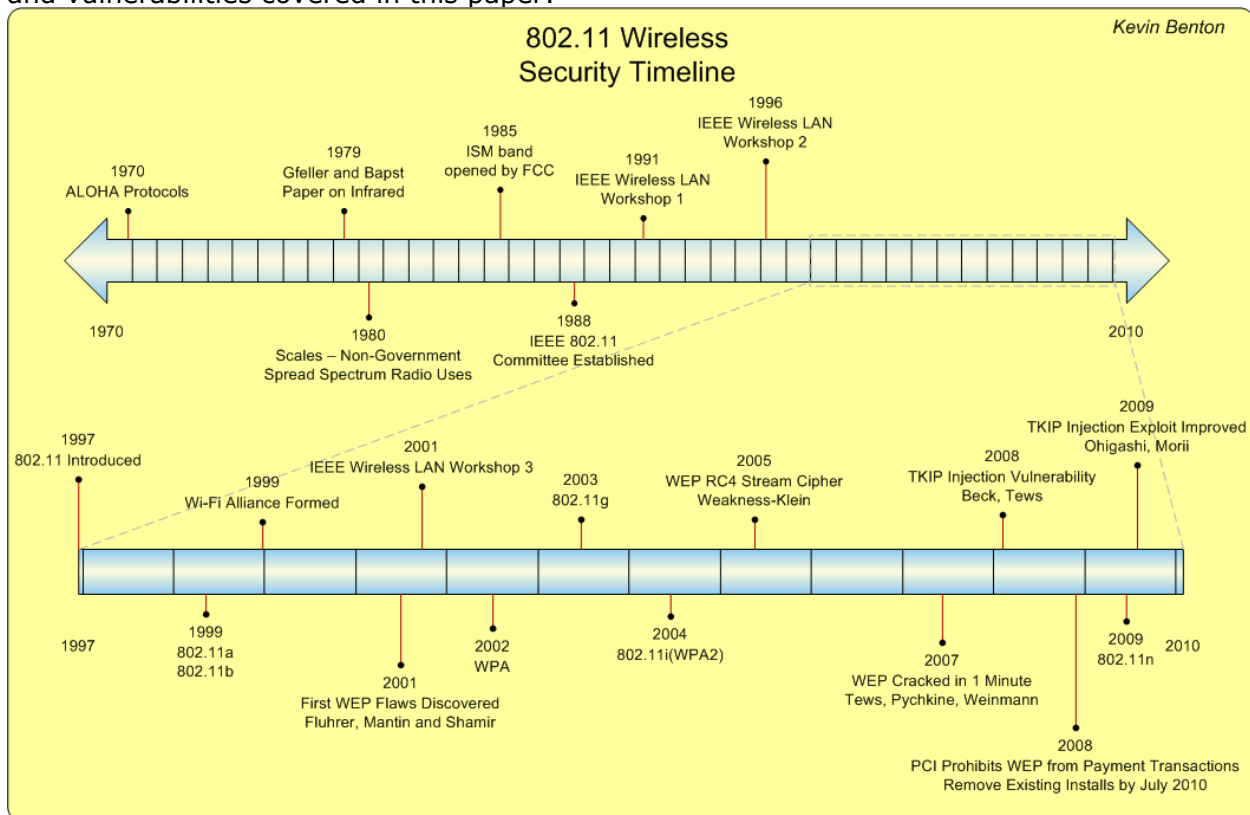 and vulnerabilities covered in this paper.
Kevin Benton
802.11 Wireless
Security Timeline
1970
ALOHA Protocols
1979
Gfeller and Bapst
Paper on Infrared
1985
ISM band
opened by FCC
1991
IEEE Wireless LAN
Workshop 1
1996
IEEE Wireless LAN
Workshop 2
1970
1980
Scales – Non-Government
Spread Spectrum Radio Uses
1988
IEEE 802.11
Committee Established
2010
1997
802.11 Introduced
1999
Wi-Fi Alliance Formed
2001
IEEE Wireless LAN Workshop 3
2003
802.11g
2005
WEP RC4 Stream Cipher
Weakness-Klein
2008
TKIP Injection Vulnerability
Beck, Tews
2009
TKIP Injection Exploit Improved
Ohigashi, Morii
1997
1999
802.11a
802.11b
2001
First WEP Flaws Discovered
Fluhrer, Mantin and Shamir
2002
WPA
2004
802.11i(WPA2)
2007
WEP Cracked in 1 Minute
Tews, Pychkine, Weinmann
2008
PCI Prohibits WEP from Payment Transactions
Remove Existing Installs by July 2010
2009
802.11n
2010